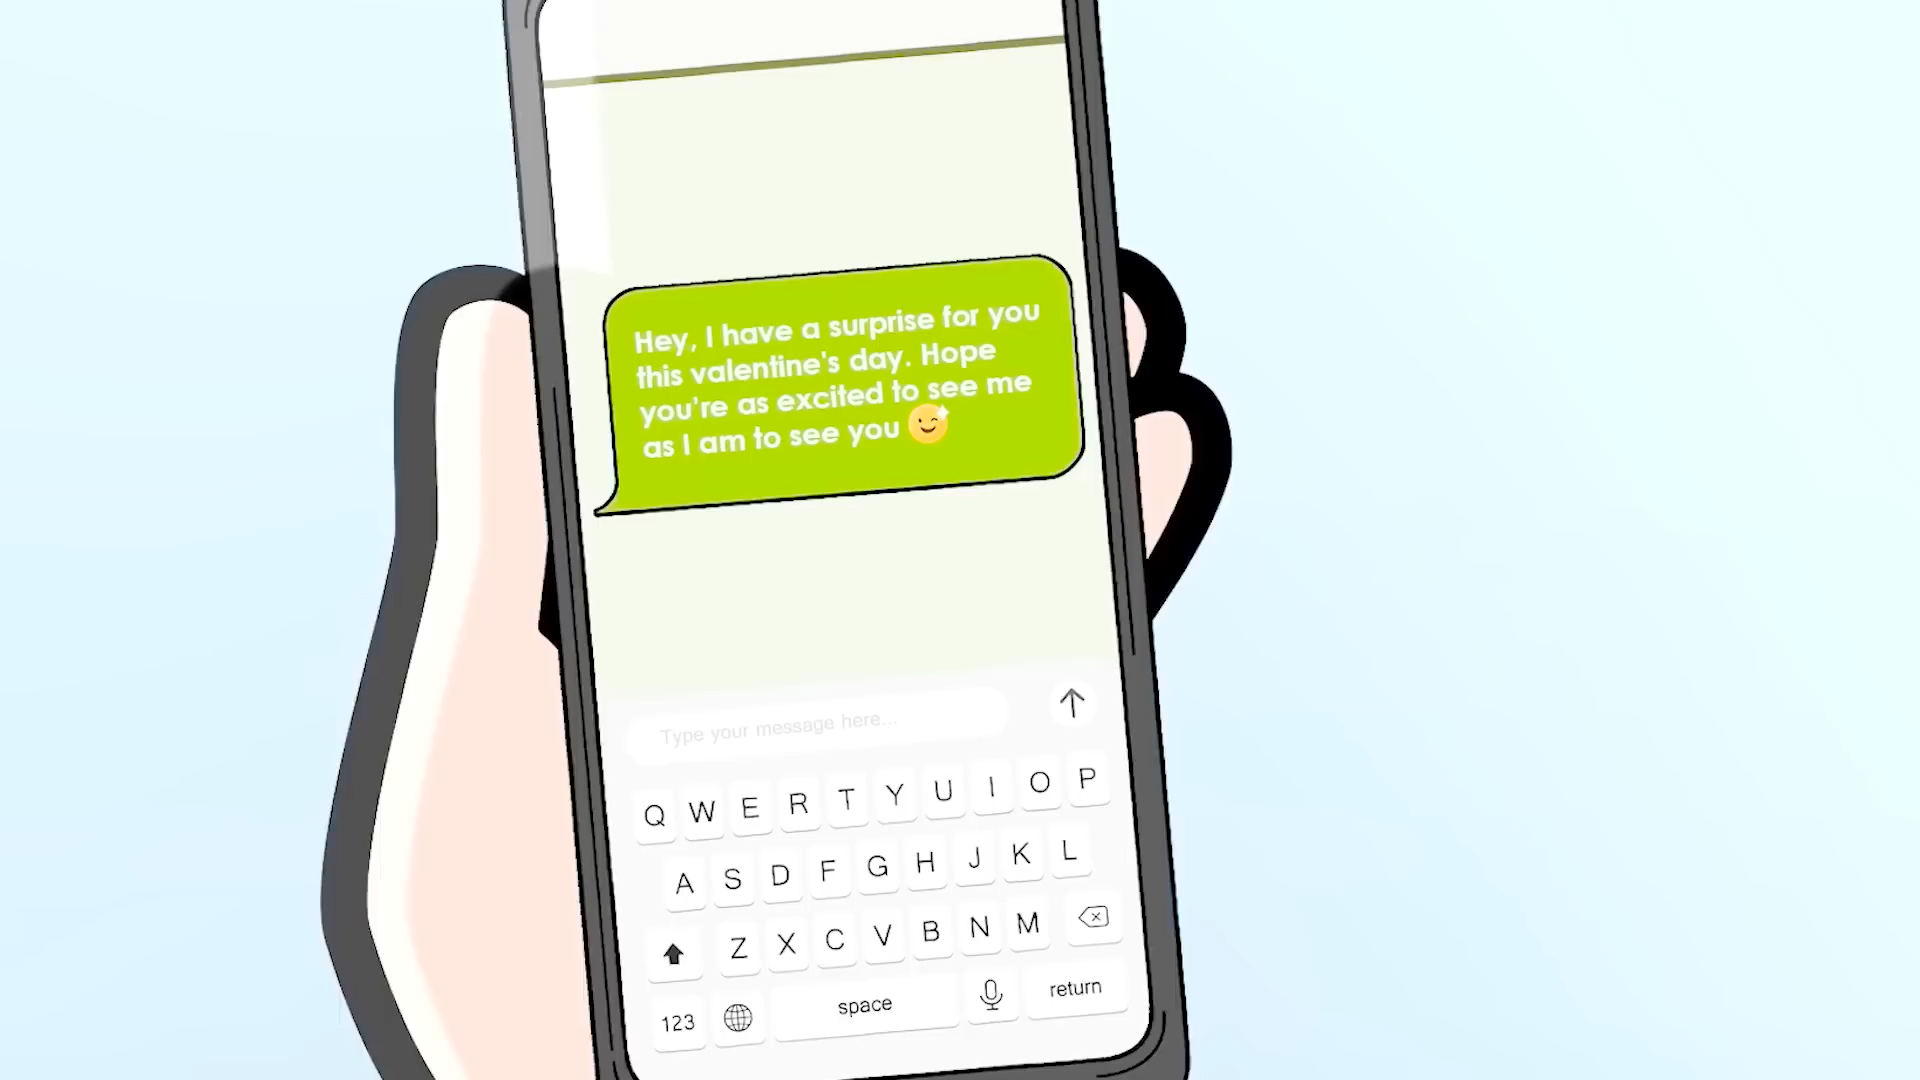 Hey, I have a surprise for you
this valentine's day. Hope
you're as excited to see me
as I am to see you 😉
Type your message here...
Q W E R T Y U I O P
A S D F G H J K L
Z X C V B N M
123 space return